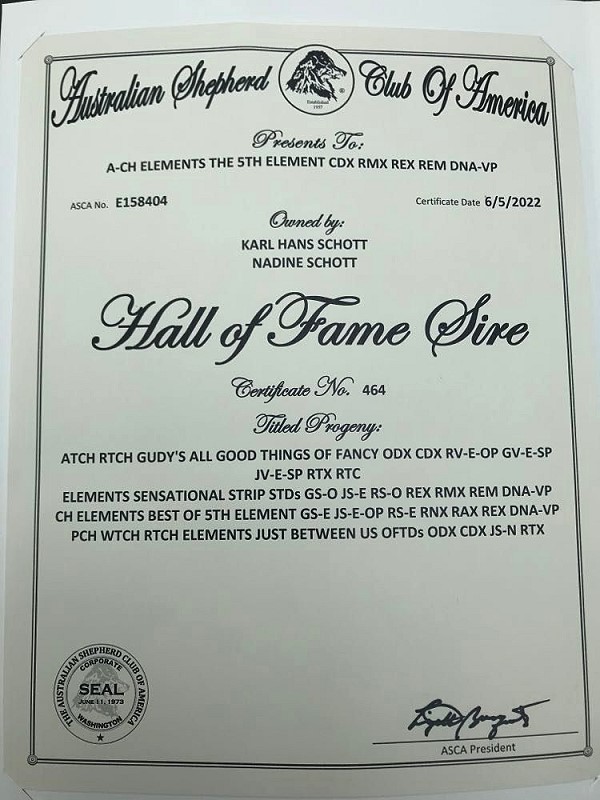 Australian Shepherd Club Of America
Established
1957
Presents To:
A-CH ELEMENTS THE 5TH ELEMENT CDX RMX REX REM DNA-VP
ASCA No. E158404 Certificate Date 6/5/2022
Owned by:
KARL HANS SCHOTT
NADINE SCHOTT
Hall of Fame Sire
Certificate No. 464
Titled Progeny:
ATCH RTCH GUDY'S ALL GOOD THINGS OF FANCY ODX CDX RV-E-OP GV-E-SP
JV-E-SP RTX RTC
ELEMENTS SENSATIONAL STRIP STDs GS-O JS-E RS-O REX RMX REM DNA-VP
CH ELEMENTS BEST OF 5TH ELEMENT GS-E JS-E-OP RS-E RNX RAX REX DNA-VP
PCH WTCH RTCH ELEMENTS JUST BETWEEN US OFTDs ODX CDX JS-N RTX
THE AUSTRALIAN SHEPHERD CLUB OF AMERICA
CORPORATE
SEAL
JUNE 11, 1973
WASHINGTON
ASCA President